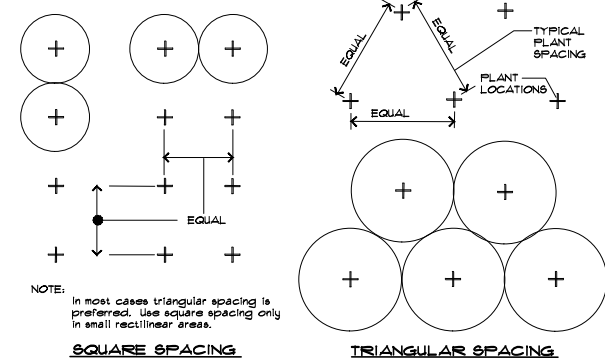 EQUAL
EQUAL
TYPICAL
PLANT
SPACING
PLANT
LOCATIONS
EQUAL
EQUAL
NOTE:
In most cases triangular spacing is
preferred. Use square spacing only
in small rectilinear areas.
SQUARE SPACING
TRIANGULAR SPACING